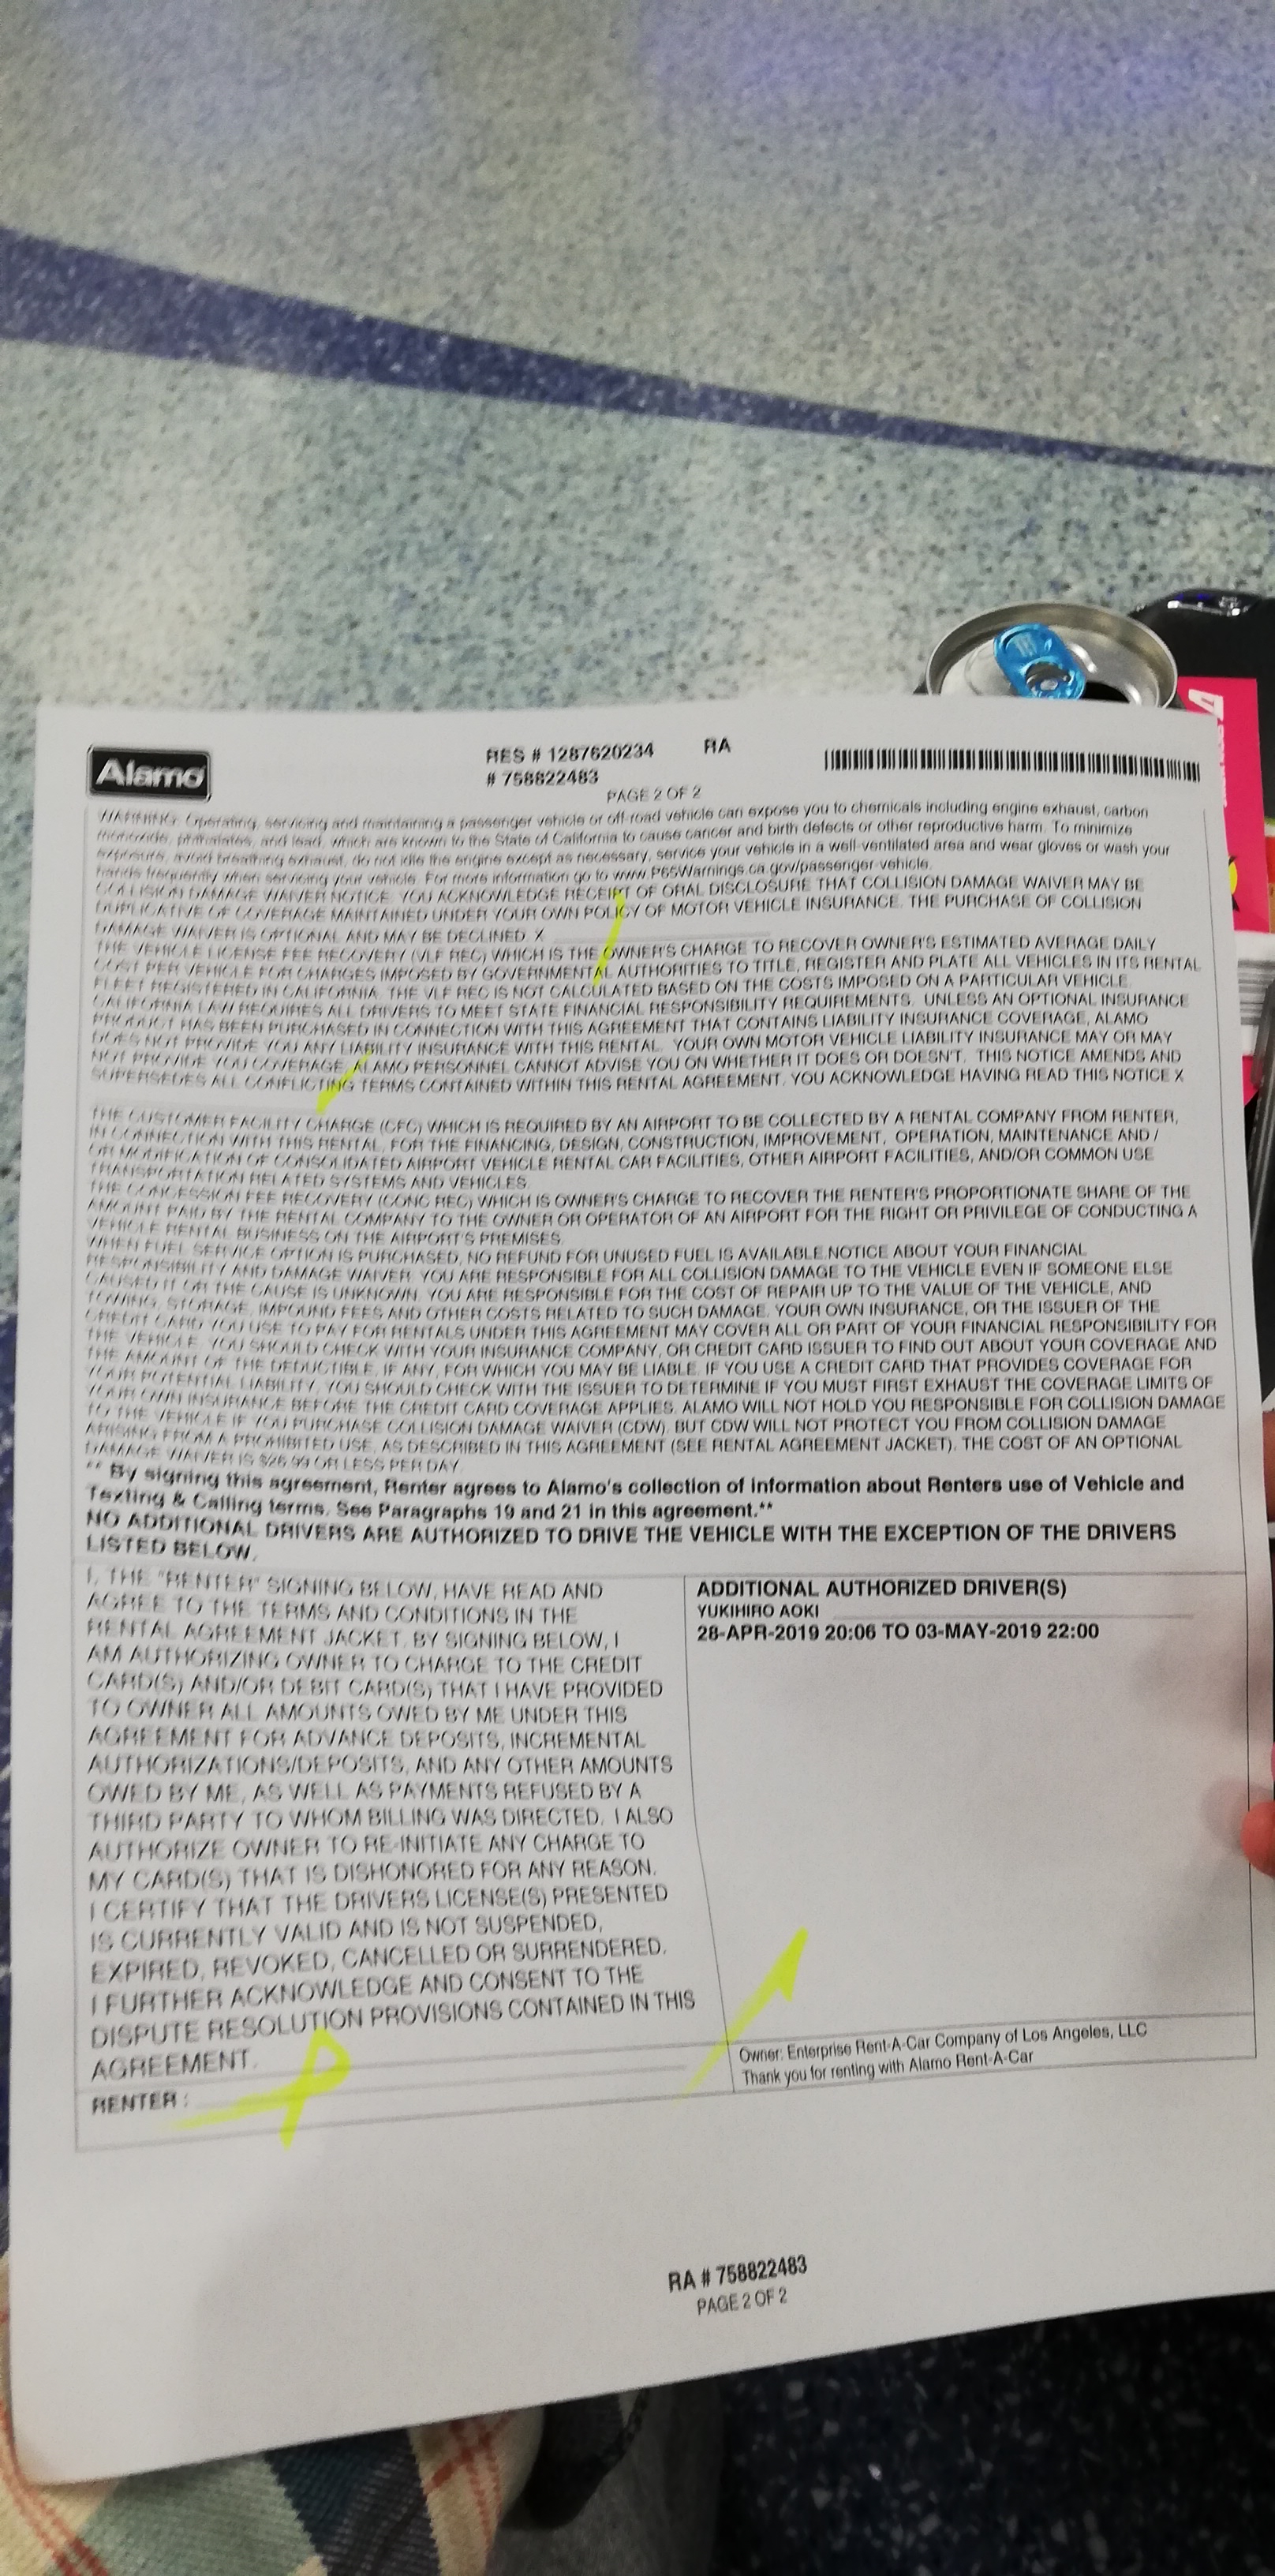 Alamo
RES # 1287620234 RA
# 758822483
PAGE 2 OF 2
WARNING: Operating, servicing and maintaining a passenger vehicle or off-road vehicle can expose you to chemicals including engine exhaust, carbon
monoxide, phthalates, and lead, which are known to the State of California to cause cancer and birth defects or other reproductive harm. To minimize
exposure, avoid breathing exhaust, do not idle the engine except as necessary, service your vehicle in a well-ventilated area and wear gloves or wash your
hands frequently when servicing your vehicle. For more information go to www.P65Warnings.ca.gov/passenger-vehicle.
COLLISION DAMAGE WAIVER NOTICE. YOU ACKNOWLEDGE RECEIPT OF ORAL DISCLOSURE THAT COLLISION DAMAGE WAIVER MAY BE
DUPLICATIVE OF COVERAGE MAINTAINED UNDER YOUR OWN POLICY OF MOTOR VEHICLE INSURANCE. THE PURCHASE OF COLLISION
DAMAGE WAIVER IS OPTIONAL AND MAY BE DECLINED. X
THE VEHICLE LICENSE FEE RECOVERY (VLF REC) WHICH IS THE OWNER'S CHARGE TO RECOVER OWNER'S ESTIMATED AVERAGE DAILY
COST PER VEHICLE FOR CHARGES IMPOSED BY GOVERNMENTAL AUTHORITIES TO TITLE, REGISTER AND PLATE ALL VEHICLES IN ITS RENTAL
FLEET REGISTERED IN CALIFORNIA. THE VLF REC IS NOT CALCULATED BASED ON THE COSTS IMPOSED ON A PARTICULAR VEHICLE.
CALIFORNIA LAW REQUIRES ALL DRIVERS TO MEET STATE FINANCIAL RESPONSIBILITY REQUIREMENTS. UNLESS AN OPTIONAL INSURANCE
PRODUCT HAS BEEN PURCHASED IN CONNECTION WITH THIS AGREEMENT THAT CONTAINS LIABILITY INSURANCE COVERAGE, ALAMO
DOES NOT PROVIDE YOU ANY LIABILITY INSURANCE WITH THIS RENTAL. YOUR OWN MOTOR VEHICLE LIABILITY INSURANCE MAY OR MAY
NOT PROVIDE YOU COVERAGE. ALAMO PERSONNEL CANNOT ADVISE YOU ON WHETHER IT DOES OR DOESN'T. THIS NOTICE AMENDS AND
SUPERSEDES ALL CONFLICTING TERMS CONTAINED WITHIN THIS RENTAL AGREEMENT. YOU ACKNOWLEDGE HAVING READ THIS NOTICE X
THE CUSTOMER FACILITY CHARGE (CFC) WHICH IS REQUIRED BY AN AIRPORT TO BE COLLECTED BY A RENTAL COMPANY FROM RENTER,
IN CONNECTION WITH THIS RENTAL, FOR THE FINANCING, DESIGN, CONSTRUCTION, IMPROVEMENT, OPERATION, MAINTENANCE AND /
OR MODIFICATION OF CONSOLIDATED AIRPORT VEHICLE RENTAL CAR FACILITIES, OTHER AIRPORT FACILITIES, AND/OR COMMON USE
TRANSPORTATION RELATED SYSTEMS AND VEHICLES.
THE CONCESSION FEE RECOVERY (CONC REC) WHICH IS OWNER'S CHARGE TO RECOVER THE RENTER'S PROPORTIONATE SHARE OF THE
AMOUNT PAID BY THE RENTAL COMPANY TO THE OWNER OR OPERATOR OF AN AIRPORT FOR THE RIGHT OR PRIVILEGE OF CONDUCTING A
VEHICLE RENTAL BUSINESS ON THE AIRPORT'S PREMISES.
WHEN FUEL SERVICE OPTION IS PURCHASED, NO REFUND FOR UNUSED FUEL IS AVAILABLE.NOTICE ABOUT YOUR FINANCIAL
RESPONSIBILITY AND DAMAGE WAIVER. YOU ARE RESPONSIBLE FOR ALL COLLISION DAMAGE TO THE VEHICLE EVEN IF SOMEONE ELSE
CAUSED IT OR THE CAUSE IS UNKNOWN. YOU ARE RESPONSIBLE FOR THE COST OF REPAIR UP TO THE VALUE OF THE VEHICLE, AND
TOWING, STORAGE, IMPOUND FEES AND OTHER COSTS RELATED TO SUCH DAMAGE. YOUR OWN INSURANCE, OR THE ISSUER OF THE
CREDIT CARD YOU USE TO PAY FOR RENTALS UNDER THIS AGREEMENT MAY COVER ALL OR PART OF YOUR FINANCIAL RESPONSIBILITY FOR
THE VEHICLE. YOU SHOULD CHECK WITH YOUR INSURANCE COMPANY, OR CREDIT CARD ISSUER TO FIND OUT ABOUT YOUR COVERAGE AND
THE AMOUNT OF THE DEDUCTIBLE, IF ANY, FOR WHICH YOU MAY BE LIABLE. IF YOU USE A CREDIT CARD THAT PROVIDES COVERAGE FOR
YOUR POTENTIAL LIABILITY, YOU SHOULD CHECK WITH THE ISSUER TO DETERMINE IF YOU MUST FIRST EXHAUST THE COVERAGE LIMITS OF
YOUR OWN INSURANCE BEFORE THE CREDIT CARD COVERAGE APPLIES. ALAMO WILL NOT HOLD YOU RESPONSIBLE FOR COLLISION DAMAGE
TO THE VEHICLE IF YOU PURCHASE COLLISION DAMAGE WAIVER (CDW). BUT CDW WILL NOT PROTECT YOU FROM COLLISION DAMAGE
ARISING FROM A PROHIBITED USE, AS DESCRIBED IN THIS AGREEMENT (SEE RENTAL AGREEMENT JACKET). THE COST OF AN OPTIONAL
DAMAGE WAIVER IS $26.99 OR LESS PER DAY.
** By signing this agreement, Renter agrees to Alamo's collection of information about Renters use of Vehicle and
Texting & Calling terms. See Paragraphs 19 and 21 in this agreement.**
NO ADDITIONAL DRIVERS ARE AUTHORIZED TO DRIVE THE VEHICLE WITH THE EXCEPTION OF THE DRIVERS
LISTED BELOW.
I, THE "RENTER" SIGNING BELOW, HAVE READ AND
AGREE TO THE TERMS AND CONDITIONS IN THE
RENTAL AGREEMENT JACKET. BY SIGNING BELOW, I
AM AUTHORIZING OWNER TO CHARGE TO THE CREDIT
CARD(S) AND/OR DEBIT CARD(S) THAT I HAVE PROVIDED
TO OWNER ALL AMOUNTS OWED BY ME UNDER THIS
AGREEMENT FOR ADVANCE DEPOSITS, INCREMENTAL
AUTHORIZATIONS/DEPOSITS, AND ANY OTHER AMOUNTS
OWED BY ME, AS WELL AS PAYMENTS REFUSED BY A
THIRD PARTY TO WHOM BILLING WAS DIRECTED. I ALSO
AUTHORIZE OWNER TO RE-INITIATE ANY CHARGE TO
MY CARD(S) THAT IS DISHONORED FOR ANY REASON.
I CERTIFY THAT THE DRIVERS LICENSE(S) PRESENTED
IS CURRENTLY VALID AND IS NOT SUSPENDED,
EXPIRED, REVOKED, CANCELLED OR SURRENDERED.
I FURTHER ACKNOWLEDGE AND CONSENT TO THE
DISPUTE RESOLUTION PROVISIONS CONTAINED IN THIS
AGREEMENT.
RENTER :
ADDITIONAL AUTHORIZED DRIVER(S)
YUKIHIRO AOKI
28-APR-2019 20:06 TO 03-MAY-2019 22:00
Owner: Enterprise Rent-A-Car Company of Los Angeles, LLC
Thank you for renting with Alamo Rent-A-Car
RA # 758822483
PAGE 2 OF 2